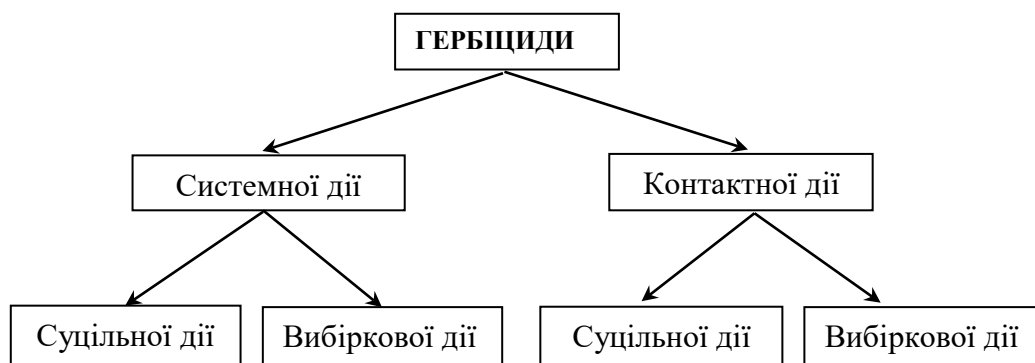 ГЕРБІЦИДИ
Системної дії
Контактної дії
Суцільної дії
Вибіркової дії
Суцільної дії
Вибіркової дії